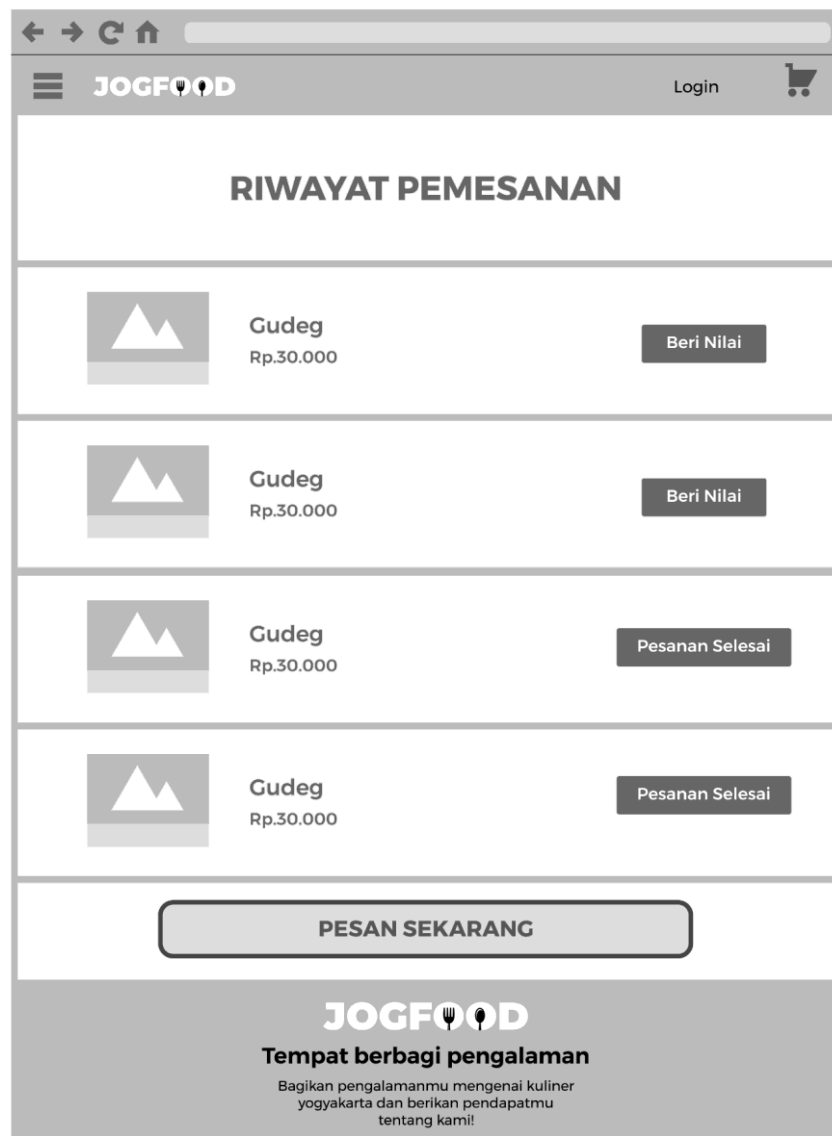 JOGFOOD
Login
RIWAYAT PEMESANAN
Gudeg
Rp.30.000
Beri Nilai
Gudeg
Rp.30.000
Beri Nilai
Gudeg
Rp.30.000
Pesanan Selesai
Gudeg
Rp.30.000
Pesanan Selesai
PESAN SEKARANG
JOGFOOD
Tempat berbagi pengalaman
Bagikan pengalamanmu mengenai kuliner
yogyakarta dan berikan pendapatmu
tentang kami!